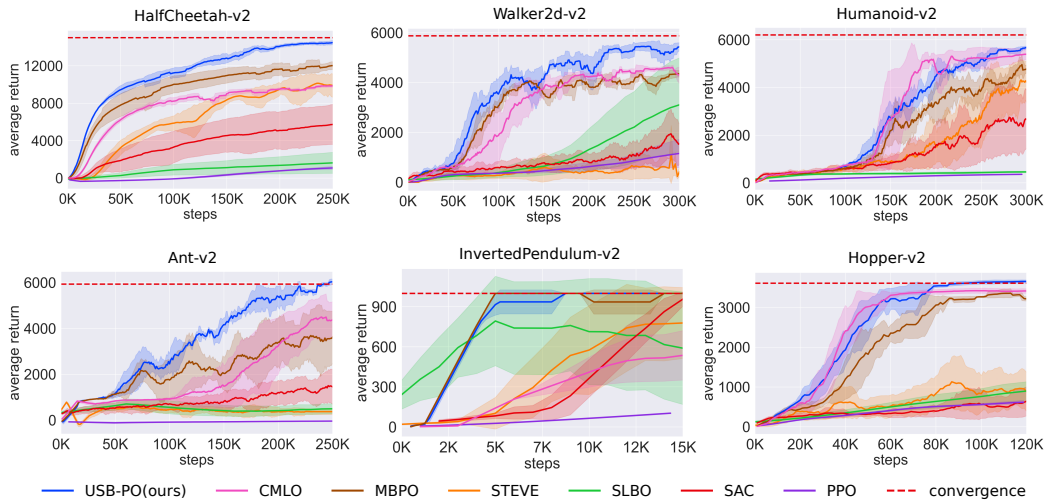 HalfCheetah-v2
average return
12000
8000
4000
0
0K 50K 100K 150K 200K 250K
steps
Walker2d-v2
average return
6000
4000
2000
0
0K 50K 100K 150K 200K 250K 300K
steps
Humanoid-v2
average return
6000
4000
2000
0
0K 50K 100K 150K 200K 250K 300K
steps
Ant-v2
average return
6000
4000
2000
0
0K 50K 100K 150K 200K 250K
steps
InvertedPendulum-v2
average return
900
600
300
0
0K 2K 5K 7K 10K 12K 15K
steps
Hopper-v2
average return
3000
2000
1000
0
0K 20K 40K 60K 80K 100K 120K
steps
USB-PO(ours) CMLO MBPO STEVE SLBO SAC PPO convergence